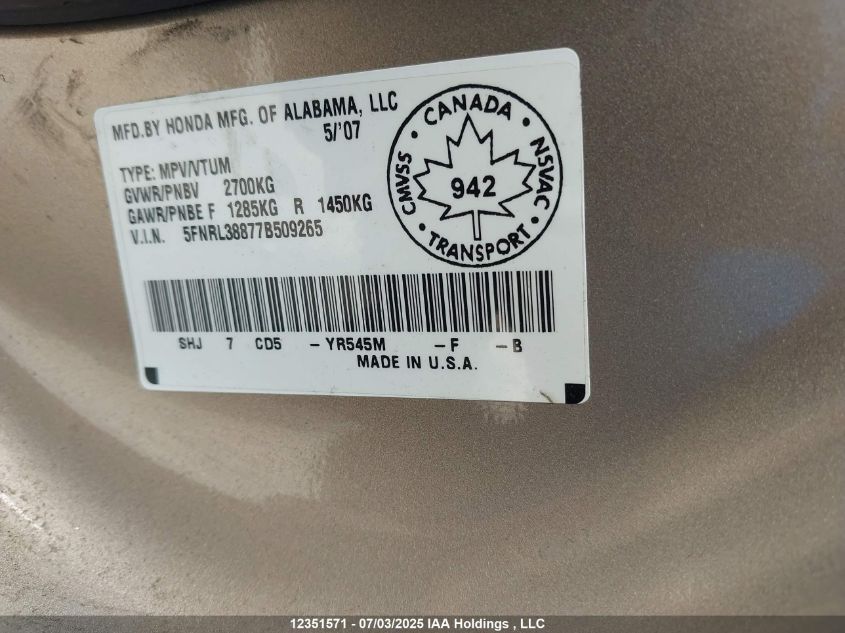 MFD.BY HONDA MFG. OF ALABAMA, LLC
5/'07
TYPE: MPV/VTUM
GVWR/PNBV 2700KG
GAWR/PNBE F 1285KG R 1450KG
V.I.N. 5FNRL38877B509265
• CANADA •
CMVSS
942
NSVAC
• TRANSPORT •
SHJ 7 CD5 – YR545M – F – B
MADE IN U.S.A.
12351571 - 07/03/2025 IAA Holdings , LLC